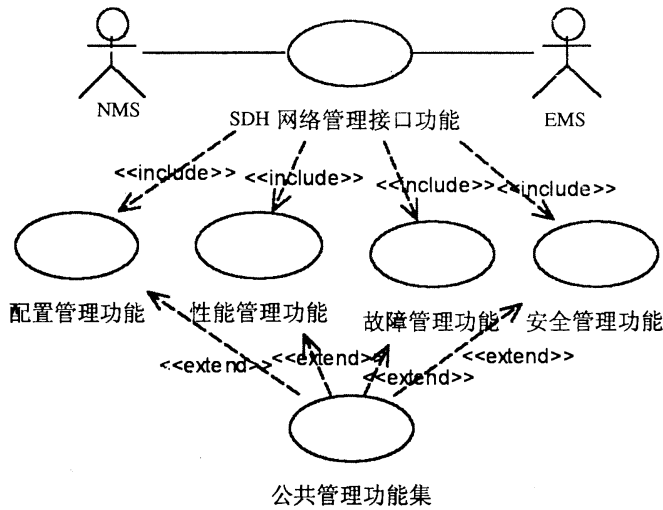 NMS
SDH 网络管理接口功能
EMS
<<include>>
<<include>>
<<include>>
<<include>>
配置管理功能
性能管理功能
故障管理功能
安全管理功能
<<extend>>
<<extend>>
<<extend>>
<<extend>>
公共管理功能集